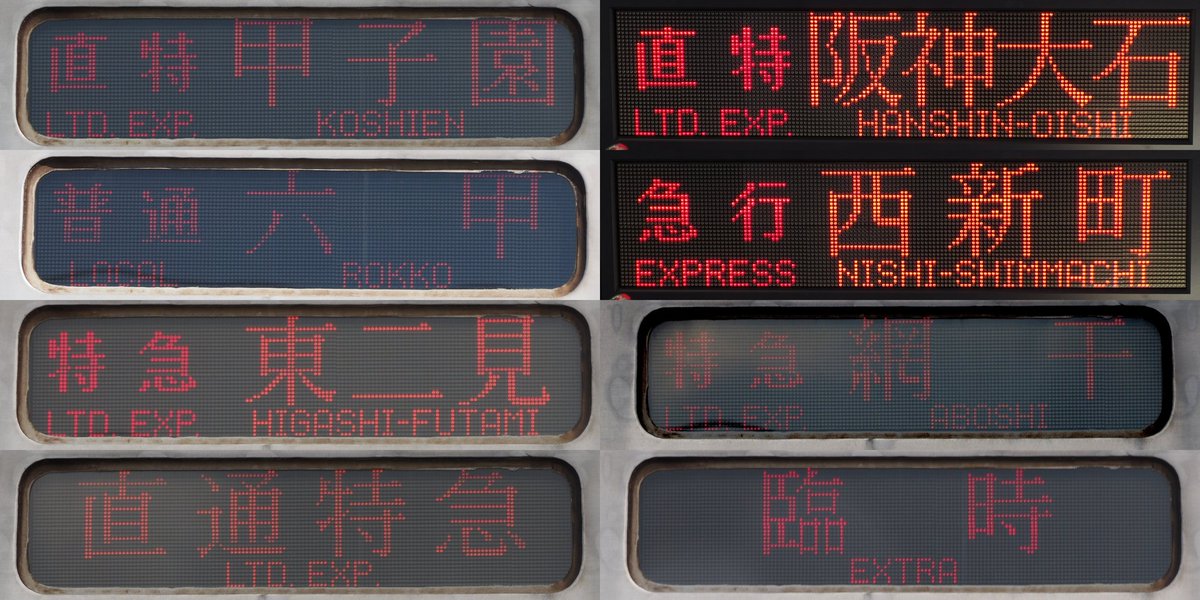 直特 甲子園
LTD. EXP. KOSHIEN
直特 阪神大石
LTD. EXP. HANSHIN-OISHI
普通 六甲
LOCAL ROKKO
急行 西新町
EXPRESS NISHI-SHIMMACHI
特急 東二見
LTD. EXP. HIGASHI-FUTAMI
特急 網干
LTD. EXP. ABOSHI
直通特急
LTD. EXP.
臨時
EXTRA